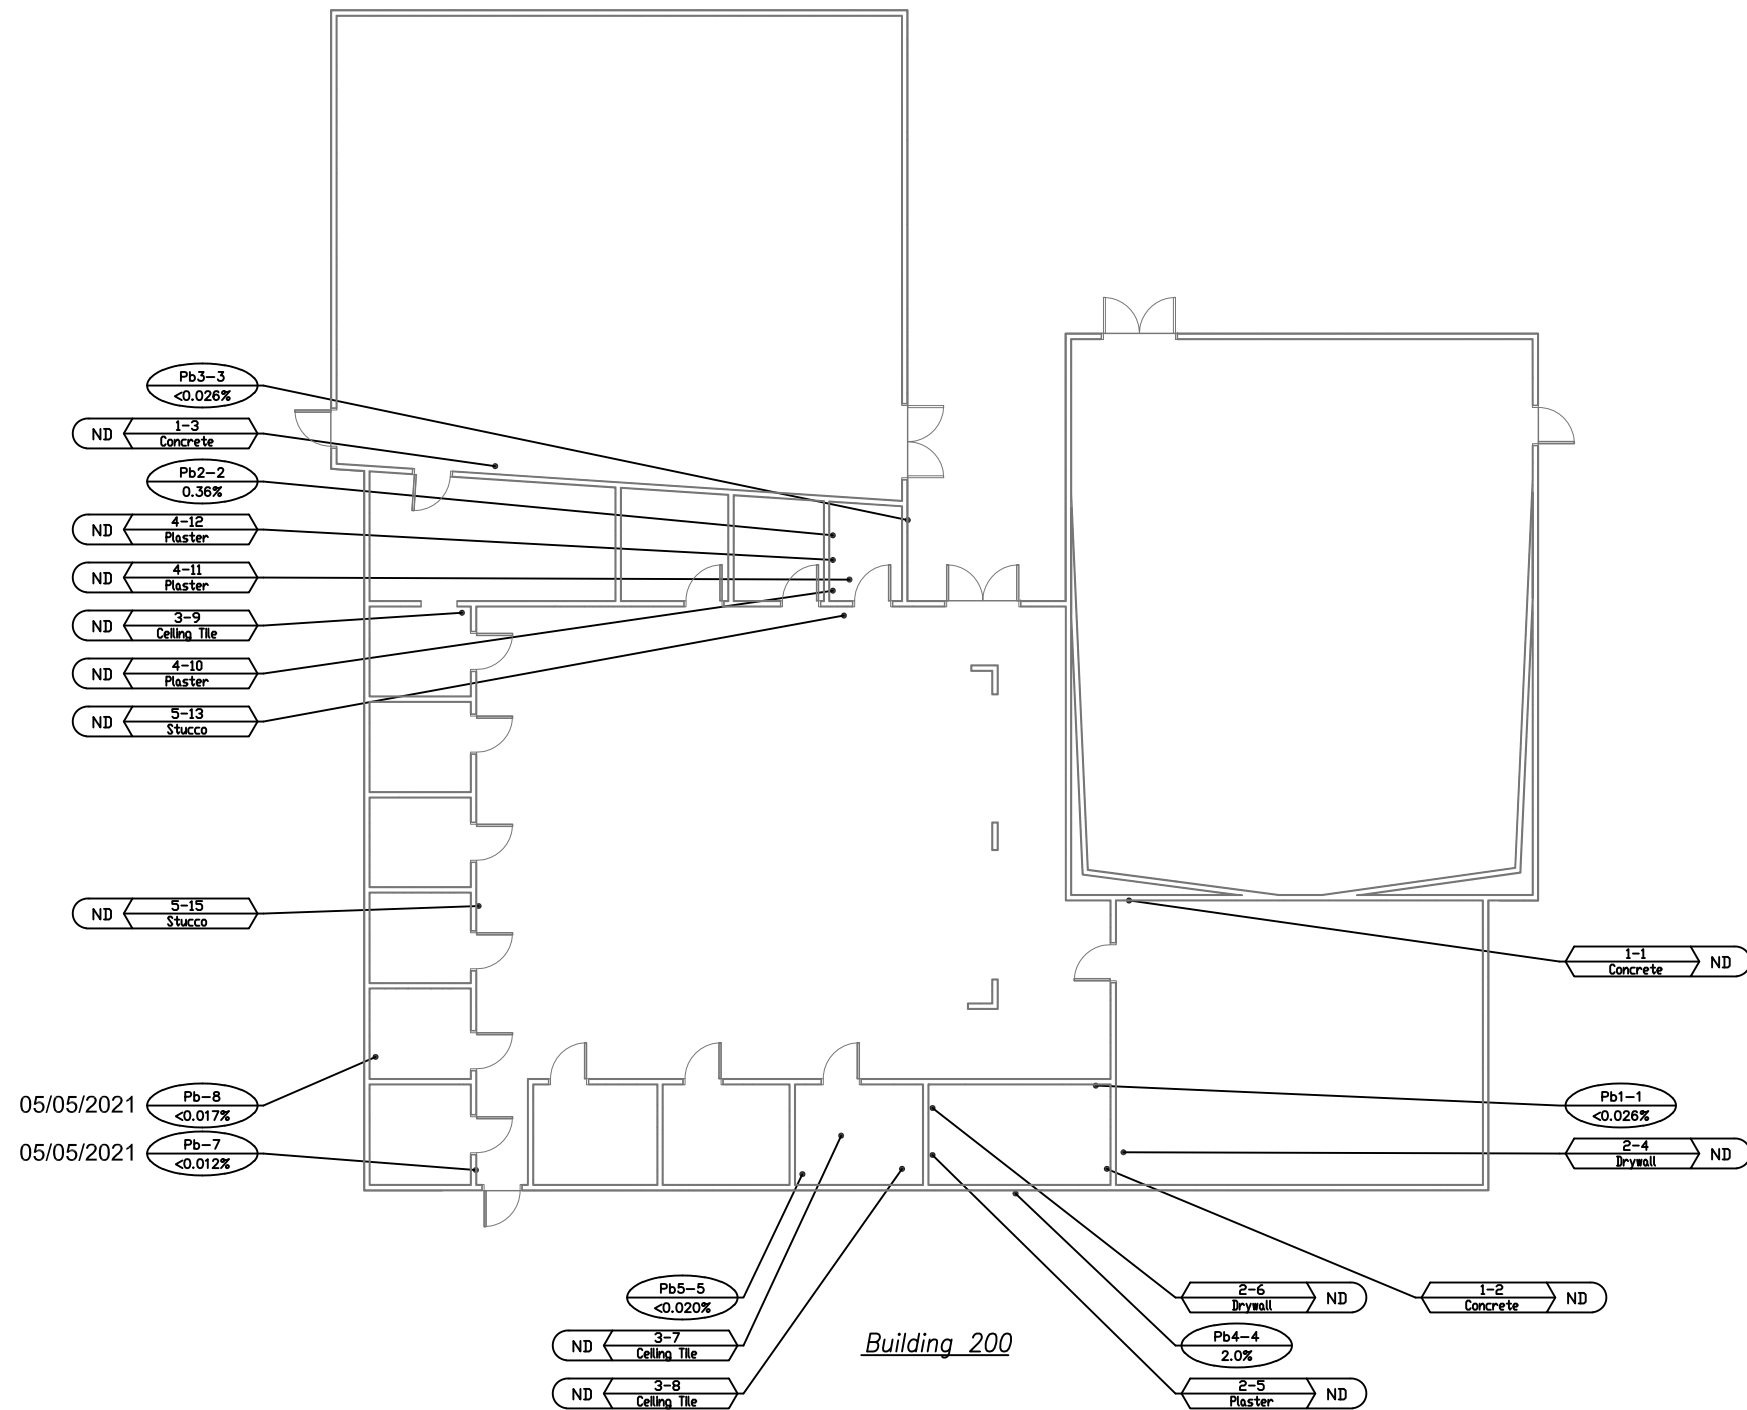 Pb3-3
<0.026%
ND
1-3
Concrete
Pb2-2
0.36%
ND
4-12
Plaster
ND
4-11
Plaster
ND
3-9
Ceiling Tile
ND
4-10
Plaster
ND
5-13
Stucco
ND
5-15
Stucco
1-1
Concrete
ND
05/05/2021
Pb-8
<0.017%
05/05/2021
Pb-7
<0.012%
Pb1-1
<0.026%
2-4
Drywall
ND
Pb5-5
<0.020%
2-6
Drywall
ND
1-2
Concrete
ND
ND
3-7
Ceiling Tile
Building 200
Pb4-4
2.0%
ND
3-8
Ceiling Tile
2-5
Plaster
ND